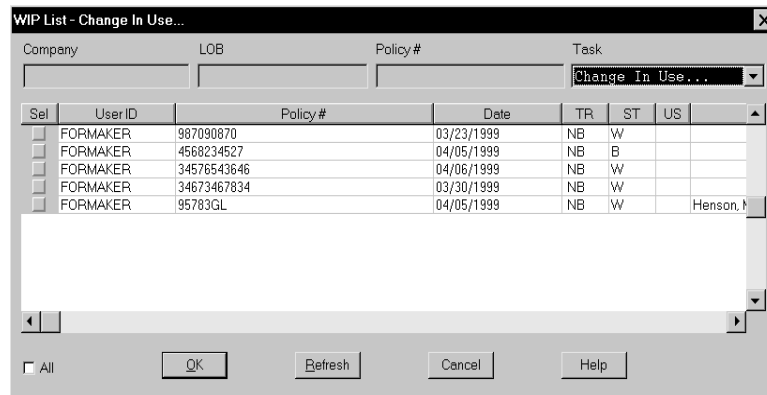 WIP List - Change In Use...
Company LOB Policy # Task
Change In Use...
Sel User ID Policy # Date TR ST US
FORMAKER 987090870 03/23/1999 NB W
FORMAKER 4568234527 04/05/1999 NB B
FORMAKER 34576543646 04/06/1999 NB W
FORMAKER 34673467834 03/30/1999 NB W
FORMAKER 95783GL 04/05/1999 NB W Henson,
All OK Refresh Cancel Help